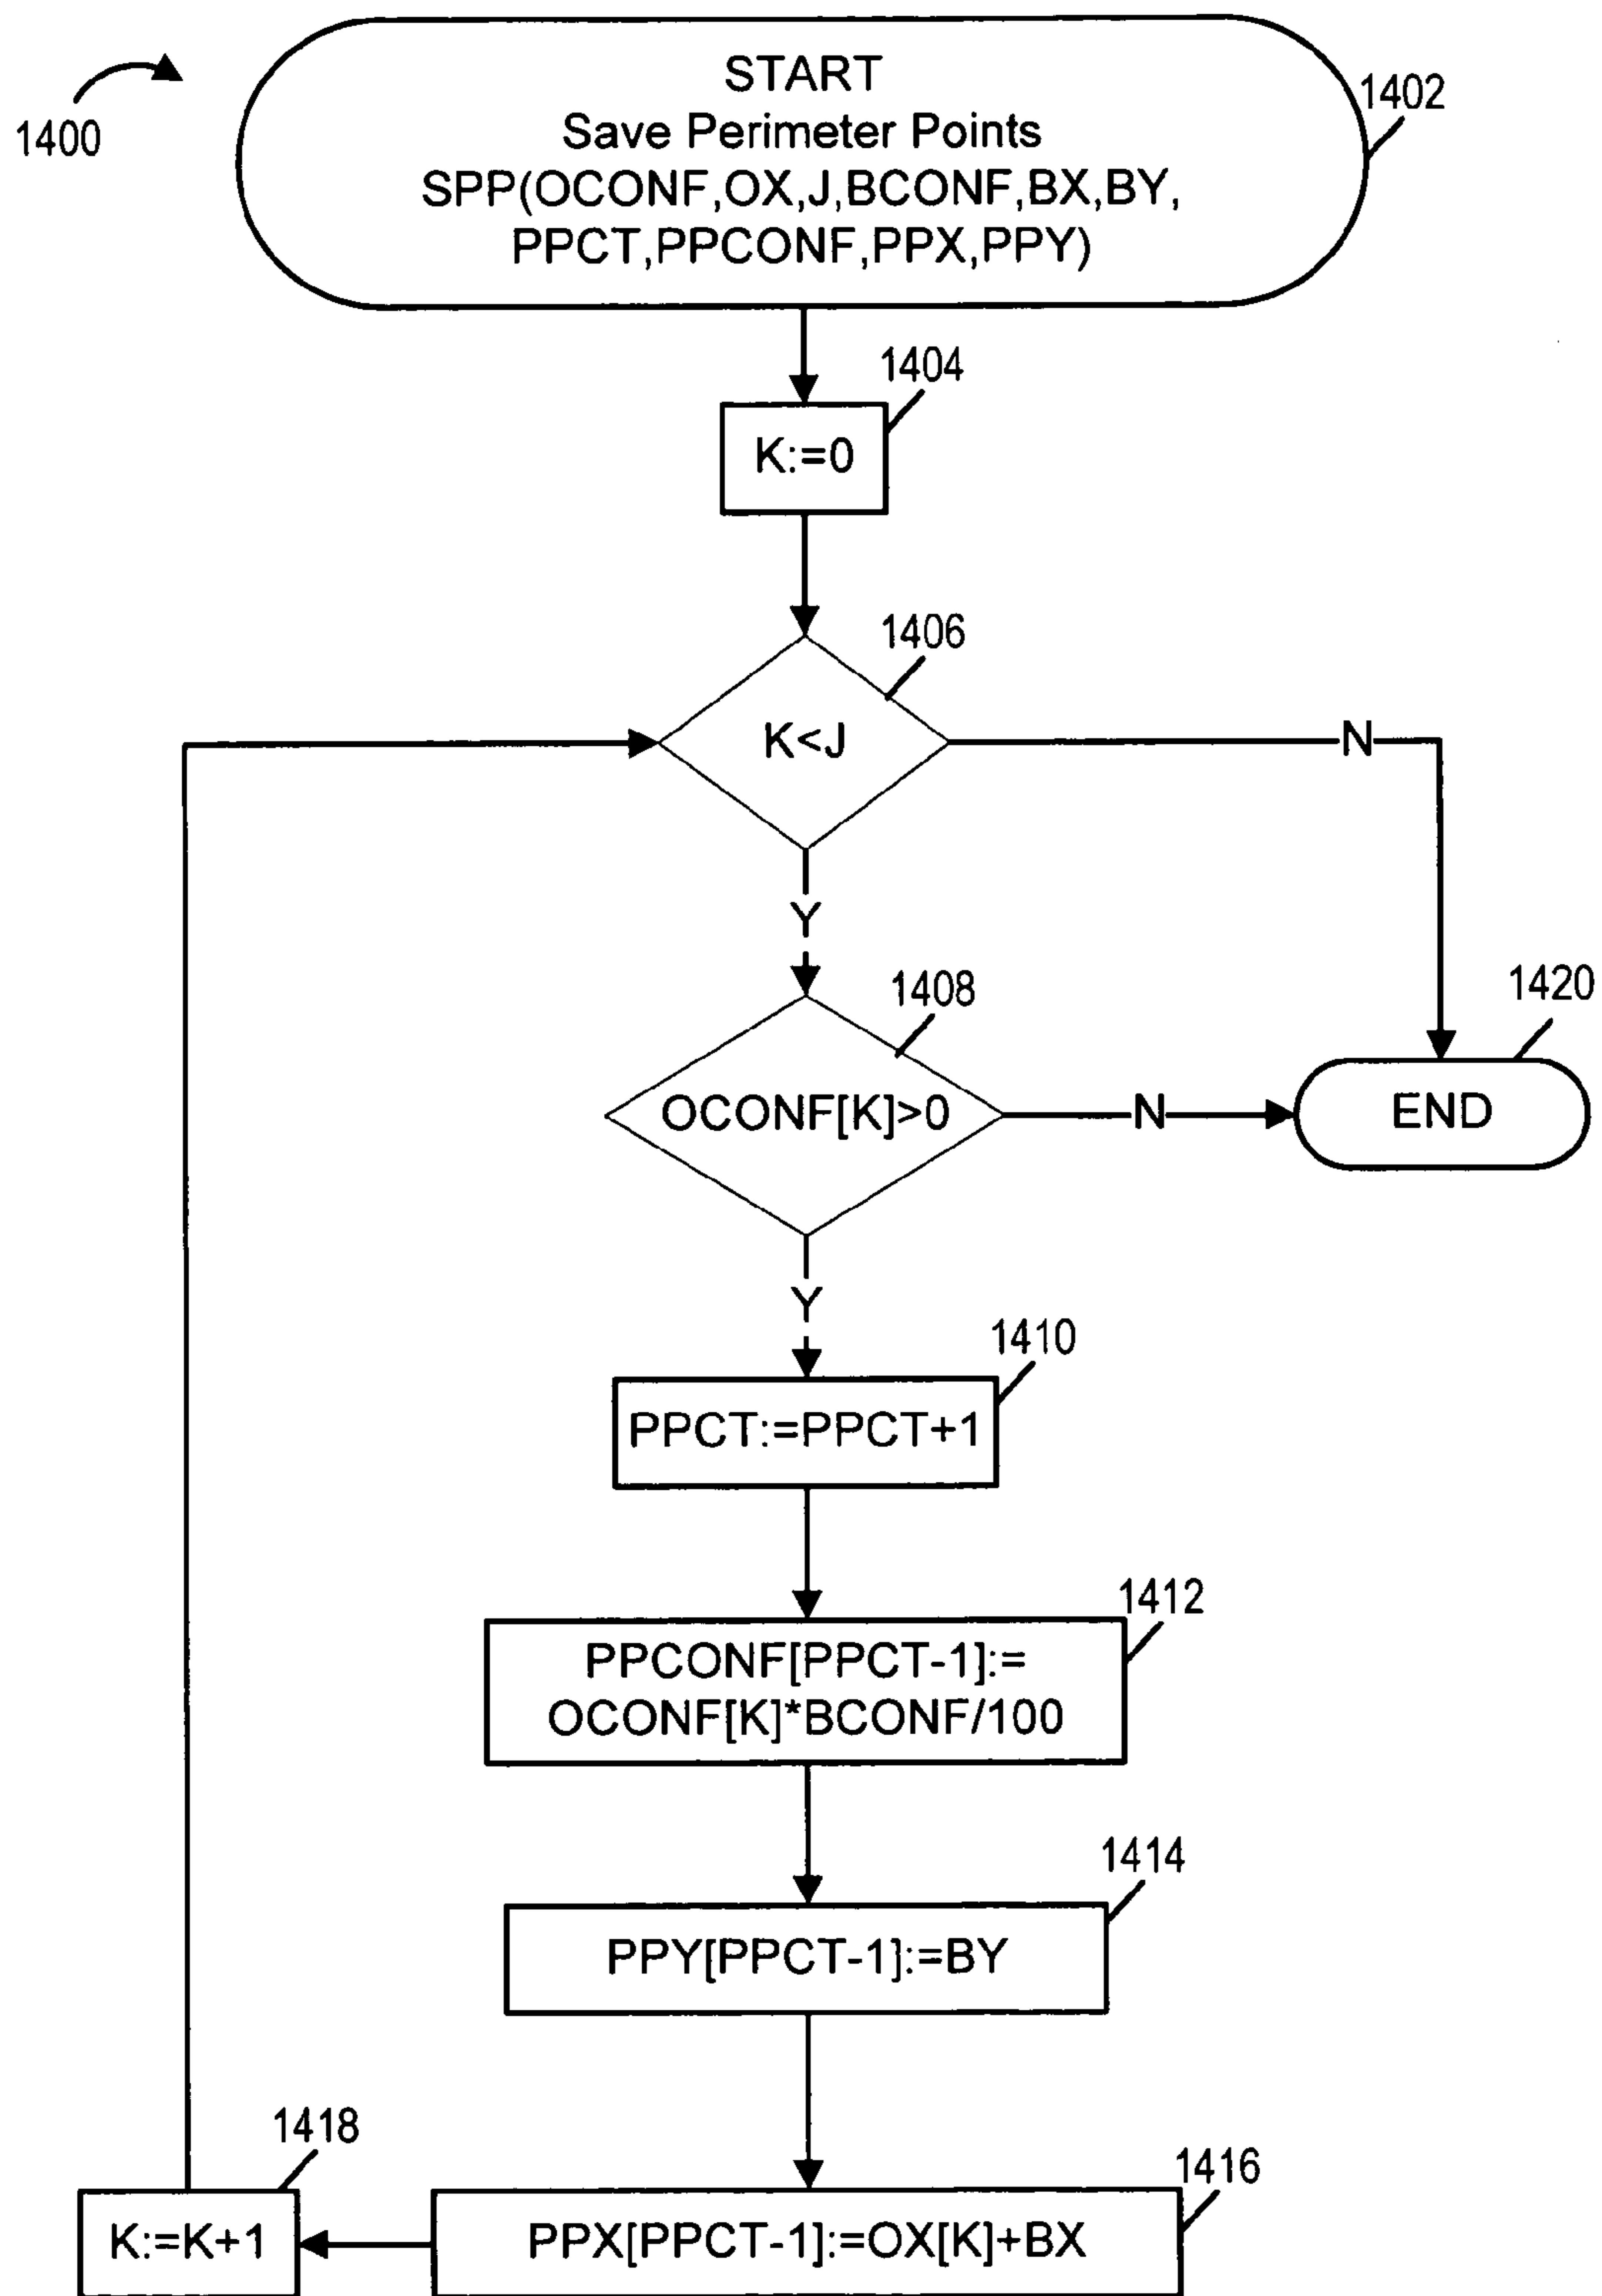 1400
START
Save Perimeter Points
SPP(OCONF,OX,J,BCONF,BX,BY,
PPCT,PPCONF,PPX,PPY)
1402
1404
K:=0
1406
K<J
N
Y
1408
OCONF[K]>0
N
1420
END
Y
1410
PPCT:=PPCT+1
1412
PPCONF[PPCT-1]:=
OCONF[K]*BCONF/100
1414
PPY[PPCT-1]:=BY
1416
PPX[PPCT-1]:=OX[K]+BX
1418
K:=K+1